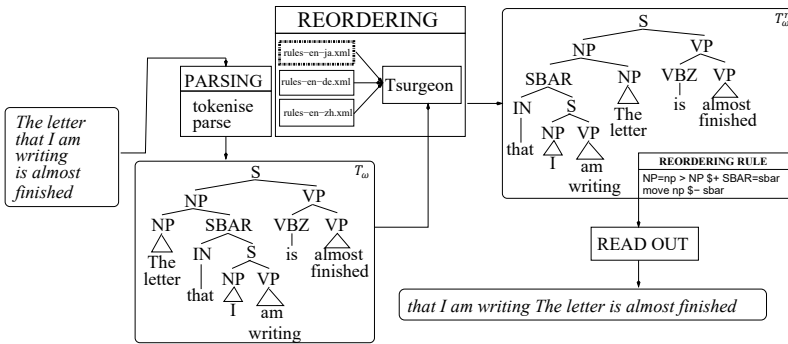 The letter
that I am
writing
is almost
finished
PARSING
tokenise
parse
REORDERING
rules-en-ja.xml
rules-en-de.xml
rules-en-zh.xml
Tsurgeon
T_ω
S
NP VP
NP SBAR VBZ VP
The
letter
IN S
is
almost
finished
that
NP VP
I
am
writing
T_ω^r
S
NP VP
SBAR NP VBZ VP
IN S
The
letter
is
almost
finished
that
NP VP
I
am
writing
REORDERING RULE
NP=np > NP $+ SBAR=sbar
move np $- sbar
READ OUT
that I am writing The letter is almost finished